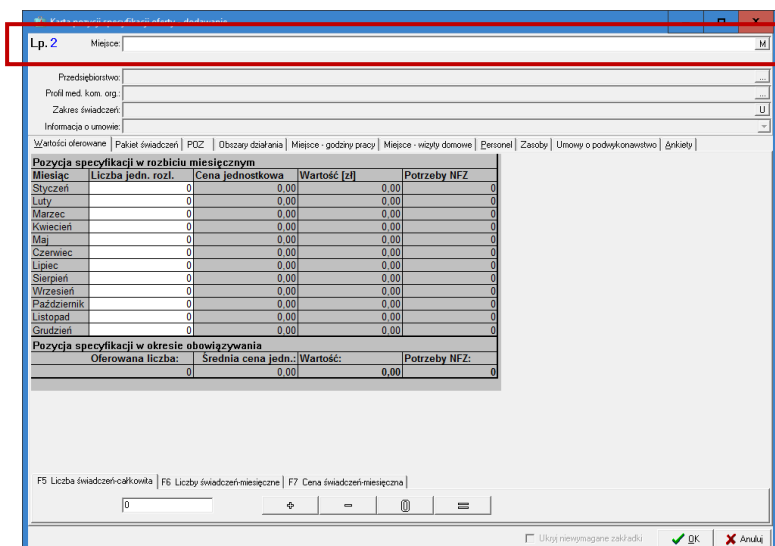 Karta pozycji specyfikacji oferty - dodawanie
Lp. 2 Miejsce: M
Przedsiębiorstwo: ...
Profil med. kom. org.: ...
Zakres świadczeń: U
Informacja o umowie:
Wartości oferowane Pakiet świadczeń POZ Obszary działania Miejsce - godziny pracy Miejsce - wizyty domowe Personel Zasoby Umowy o podwykonawstwo Ankiety
Pozycja specyfikacji w rozbiciu miesięcznym
Miesiąc Liczba jedn. rozl. Cena jednostkowa Wartość [zł] Potrzeby NFZ
Styczeń 0 0,00 0,00 0
Luty 0 0,00 0,00 0
Marzec 0 0,00 0,00 0
Kwiecień 0 0,00 0,00 0
Maj 0 0,00 0,00 0
Czerwiec 0 0,00 0,00 0
Lipiec 0 0,00 0,00 0
Sierpień 0 0,00 0,00 0
Wrzesień 0 0,00 0,00 0
Październik 0 0,00 0,00 0
Listopad 0 0,00 0,00 0
Grudzień 0 0,00 0,00 0
Pozycja specyfikacji w okresie obowiązywania
Oferowana liczba: Średnia cena jedn.: Wartość: Potrzeby NFZ:
0 0,00 0,00 0
F5 Liczba świadczeń-całkowita F6 Liczby świadczeń-miesięczne F7 Cena świadczeń-miesięczna
0 + - 0 =
Ukryj niewymagane zakładki OK Anuluj